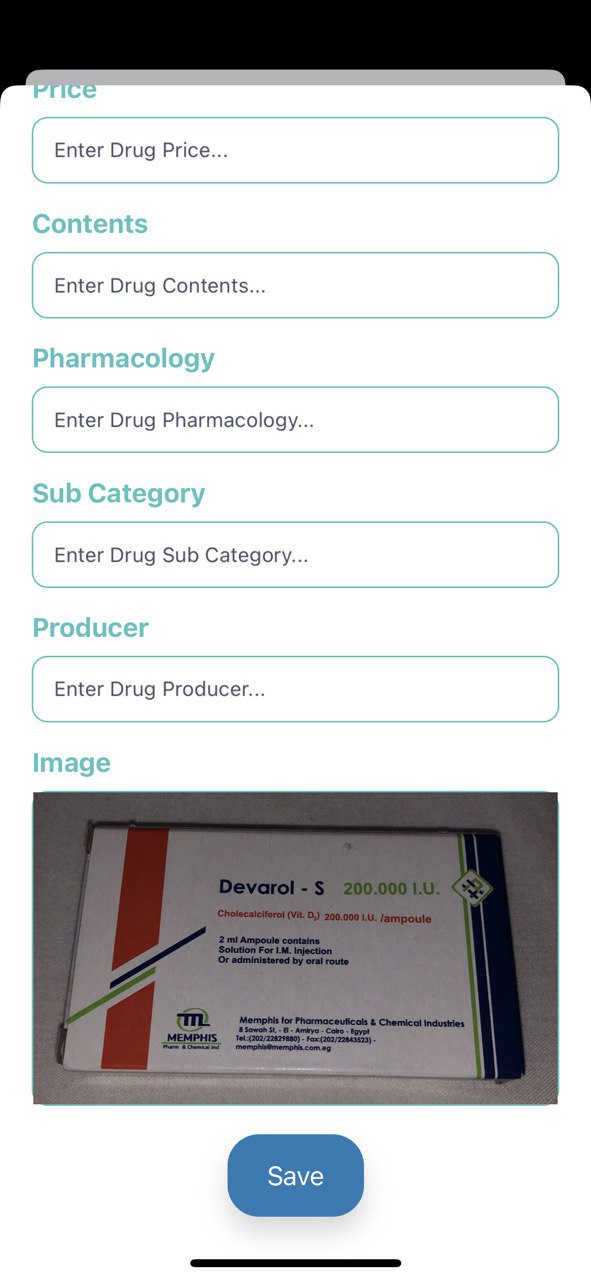 Price
Enter Drug Price...
Contents
Enter Drug Contents...
Pharmacology
Enter Drug Pharmacology...
Sub Category
Enter Drug Sub Category...
Producer
Enter Drug Producer...
Image
Devarol - S 200.000 I.U.
Cholecalciferol (Vit. D₃) 200.000 I.U. /ampoule
2 ml Ampoule contains
Solution For I.M. Injection
Or administered by oral route
MEMPHIS
Pharm & Chemical Ind
Memphis for Pharmaceuticals & Chemical Industries
8 Sawah St, - El - Amirya - Cairo - Egypt
Tel.:(202/22829880) - Fax:(202/22843523) -
memphis@memphis.com.eg
Save